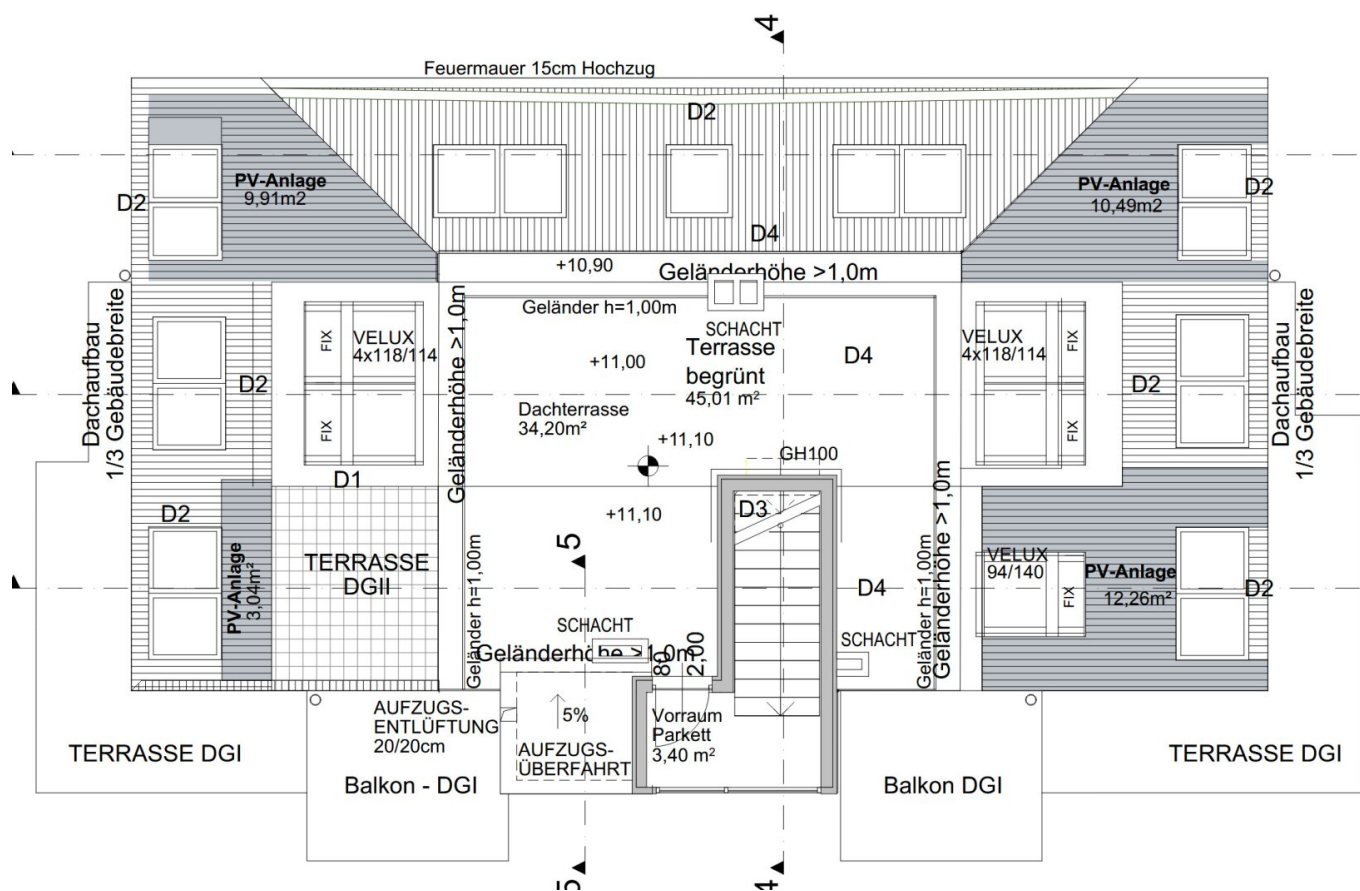 4
Feuermauer 15cm Hochzug
D2
PV-Anlage
9,91m2
D2
PV-Anlage
10,49m2
D2
D4
+10,90
Geländerhöhe >1,0m
Dachaufbau
1/3 Gebäudebreite
FIX
FIX
VELUX
4x118/114
D2
D1
Geländerhöhe >1,0m
Geländer h=1,00m
SCHACHT
Terrasse
begrünt
45,01 m²
D4
+11,00
Dachterrasse
34,20m²
+11,10
GH100
VELUX
4x118/114
FIX
FIX
D2
Dachaufbau
1/3 Gebäudebreite
D2
PV-Anlage
3,04m²
TERRASSE
DGII
Geländer h=1,00m
+11,10
5
D3
D4
Geländer h=1,00m
Geländerhöhe >1,0m
VELUX
94/140
FIX
PV-Anlage
12,26m²
D2
SCHACHT
Geländerhöhe >1,0m
80
2,00
SCHACHT
TERRASSE DGI
AUFZUGS-
ENTLÜFTUNG
20/20cm
5%
AUFZUGS-
ÜBERFAHRT
Vorraum
Parkett
3,40 m²
Balkon - DGI
Balkon DGI
TERRASSE DGI
5
4